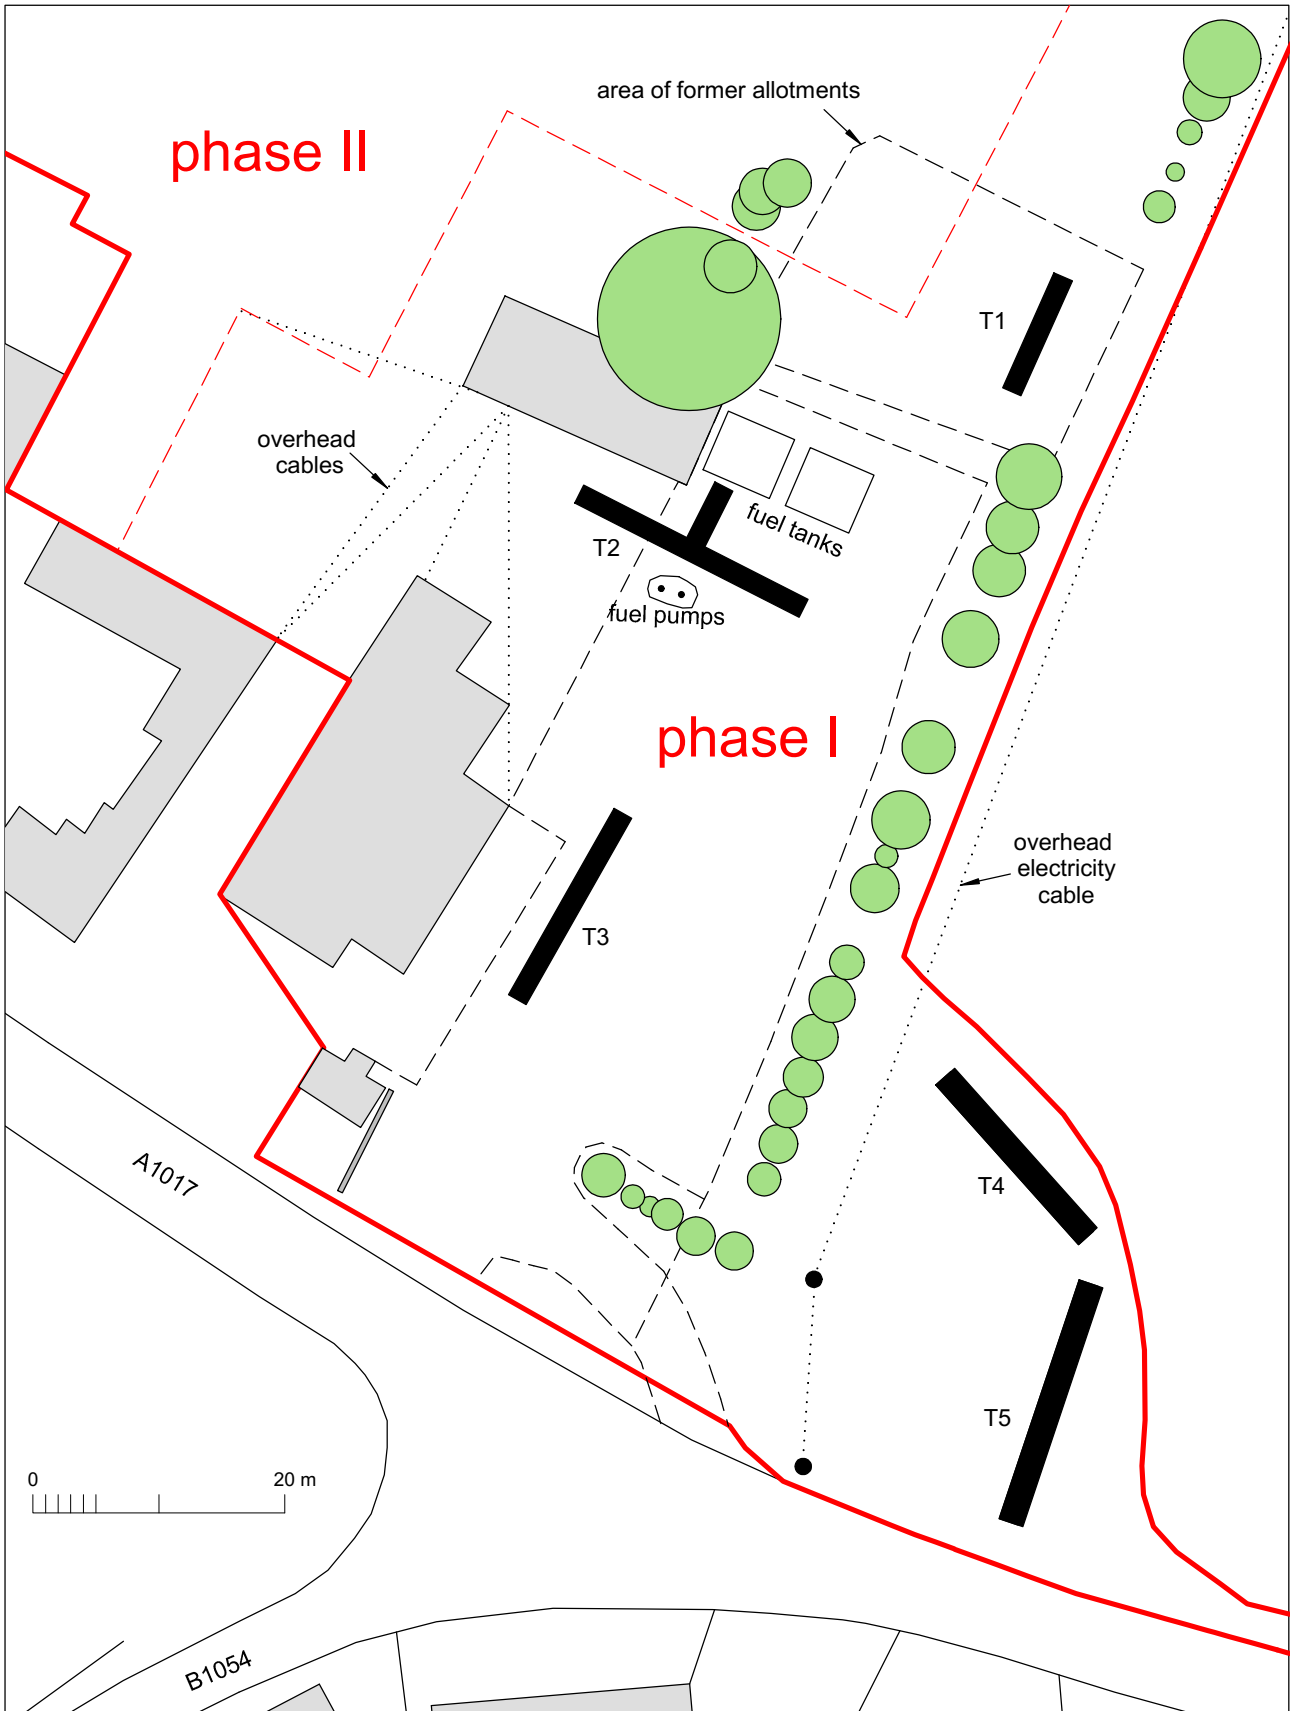 area of former allotments
phase II
T1
overhead
cables
fuel tanks
T2
fuel pumps
phase I
overhead
electricity
cable
T3
A1017
T4
T5
0
20 m
B1054